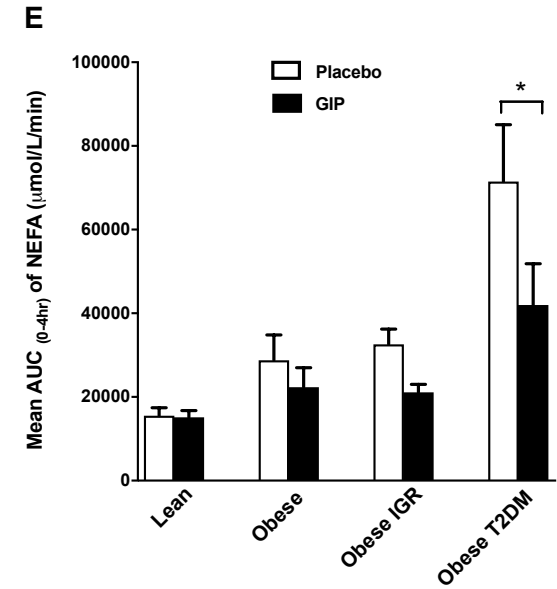 E
Mean AUC (0-4hr) of NEFA (μmol/L/min)
100000
80000
60000
40000
20000
0
Placebo
GIP
*
Lean
Obese
Obese IGR
Obese T2DM